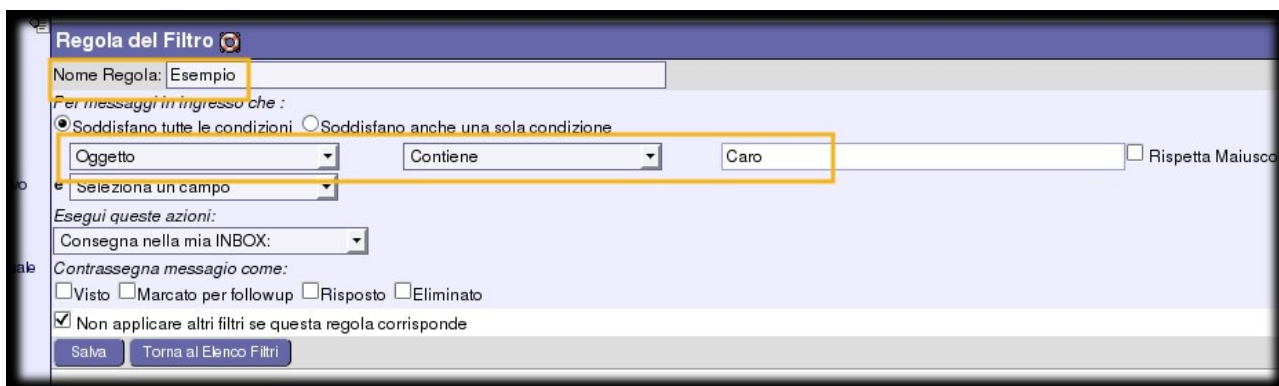 Regola del Filtro
Nome Regola: Esempio
Per messaggi in ingresso che :
Soddisfano tutte le condizioni Soddisfano anche una sola condizione
Oggetto Contiene Caro Rispetta Maiusco
e Seleziona un campo
Esegui queste azioni:
Consegna nella mia INBOX:
Contrassegna messagio come:
Visto Marcato per followup Risposto Eliminato
Non applicare altri filtri se questa regola corrisponde
Salva Torna al Elenco Filtri